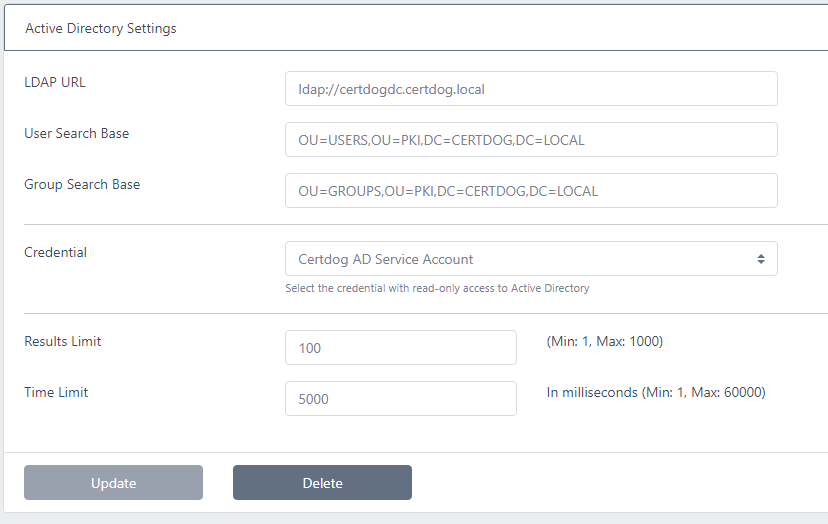 Active Directory Settings
LDAP URL
ldap://certdogdc.certdog.local
User Search Base
OU=USERS,OU=PKI,DC=CERTDOG,DC=LOCAL
Group Search Base
OU=GROUPS,OU=PKI,DC=CERTDOG,DC=LOCAL
Credential
Certdog AD Service Account
Select the credential with read-only access to Active Directory
Results Limit
100
(Min: 1, Max: 1000)
Time Limit
5000
In milliseconds (Min: 1, Max: 60000)
Update
Delete